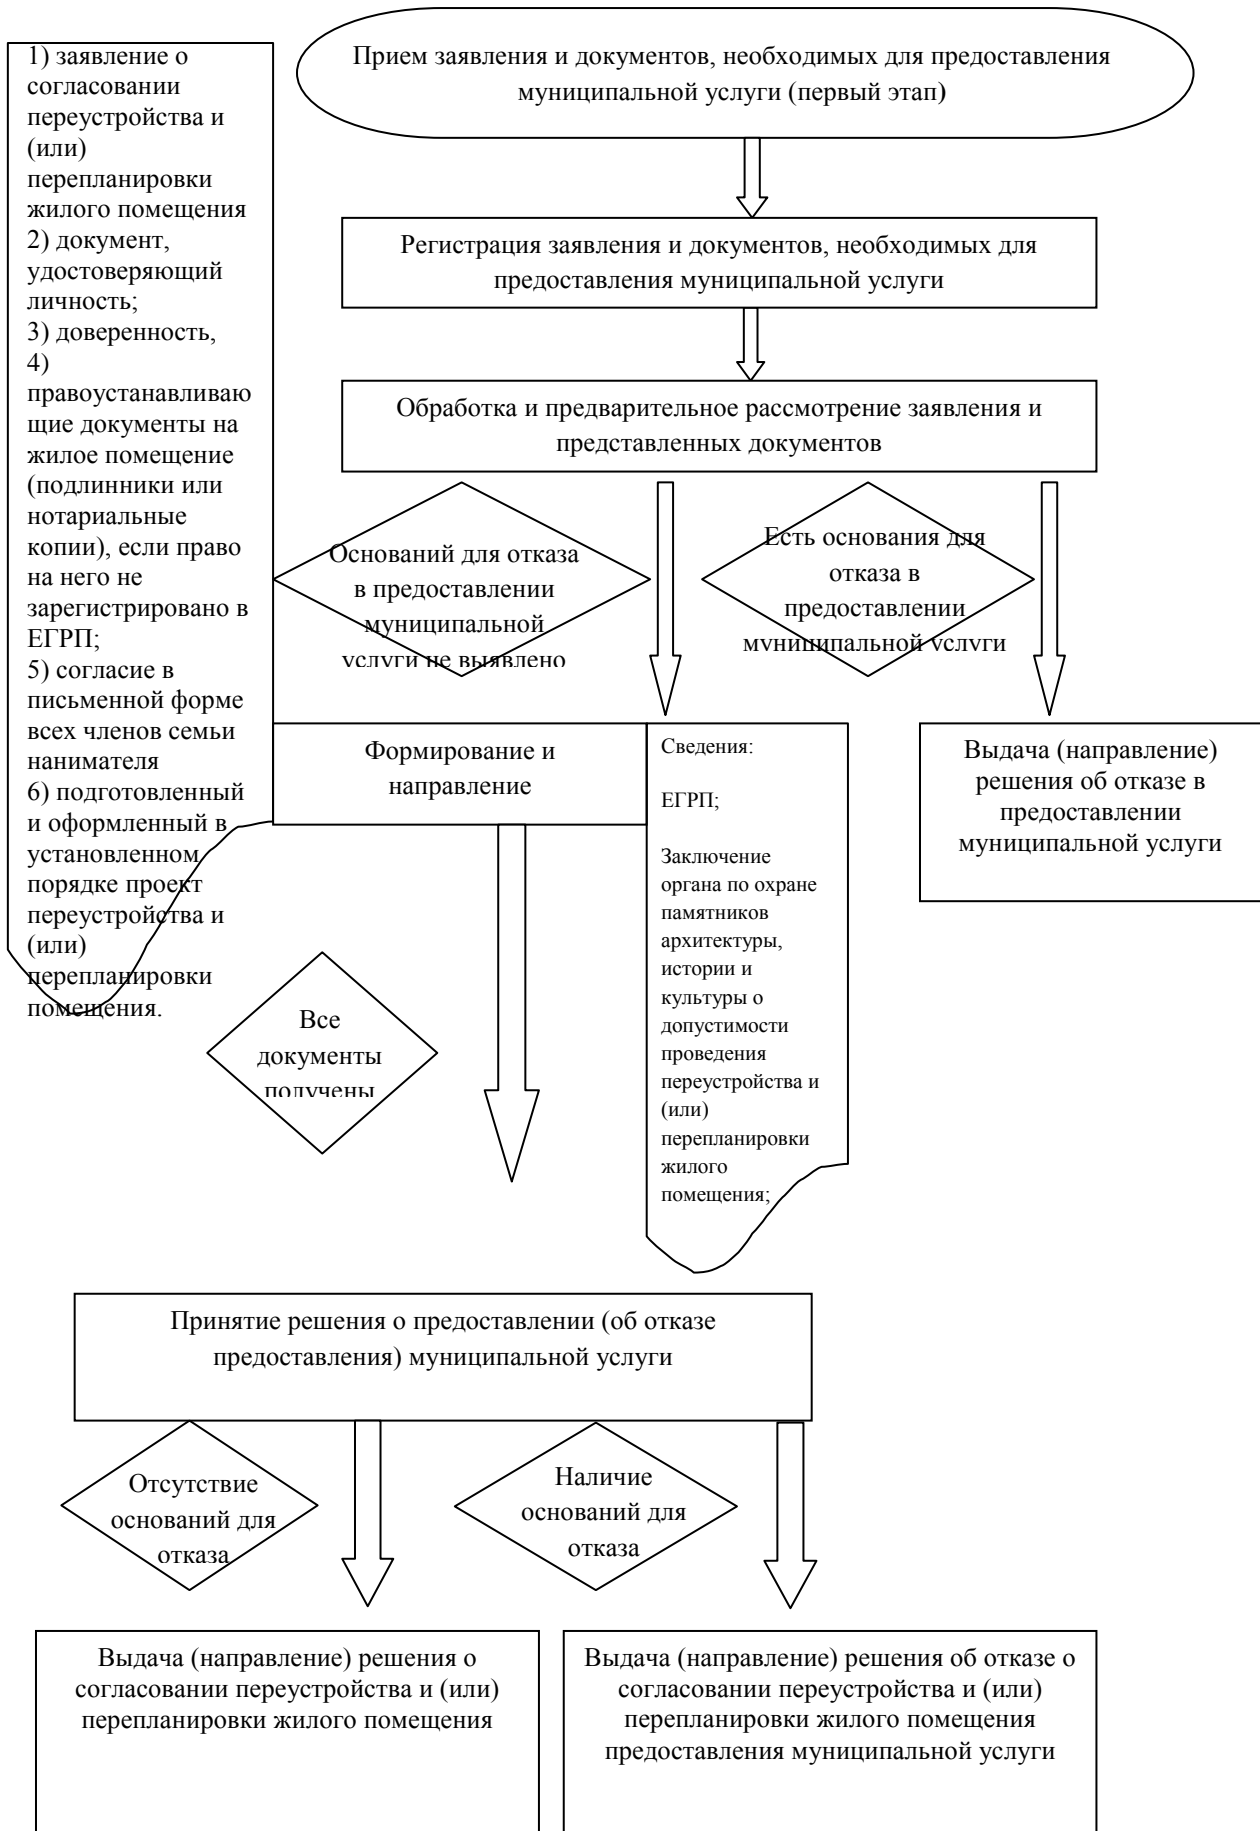 1) заявление о
согласовании
переустройства и
(или)
перепланировки
жилого помещения
2) документ,
удостоверяющий
личность;
3) доверенность,
4)
правоустанавливаю
щие документы на
жилое помещение
(подлинники или
нотариальные
копии), если право
на него не
зарегистрировано в
ЕГРП;
5) согласие в
письменной форме
всех членов семьи
нанимателя
6) подготовленный
и оформленный в
установленном
порядке проект
переустройства и
(или)
перепланировки
помещения.
Прием заявления и документов, необходимых для предоставления
муниципальной услуги (первый этап)
Регистрация заявления и документов, необходимых для
предоставления муниципальной услуги
Обработка и предварительное рассмотрение заявления и
представленных документов
Оснований для отказа
в предоставлении
муниципальной
услуги не выявлено
Есть основания для
отказа в
предоставлении
муниципальной услуги
Формирование и
направление
Сведения:
ЕГРП;
Заключение
органа по охране
памятников
архитектуры,
истории и
культуры о
допустимости
проведения
переустройства и
(или)
перепланировки
жилого
помещения;
Выдача (направление)
решения об отказе в
предоставлении
муниципальной услуги
Все
документы
получены
Принятие решения о предоставлении (об отказе
предоставления) муниципальной услуги
Отсутствие
оснований для
отказа
Наличие
оснований для
отказа
Выдача (направление) решения о
согласовании переустройства и (или)
перепланировки жилого помещения
Выдача (направление) решения об отказе о
согласовании переустройства и (или)
перепланировки жилого помещения
предоставления муниципальной услуги